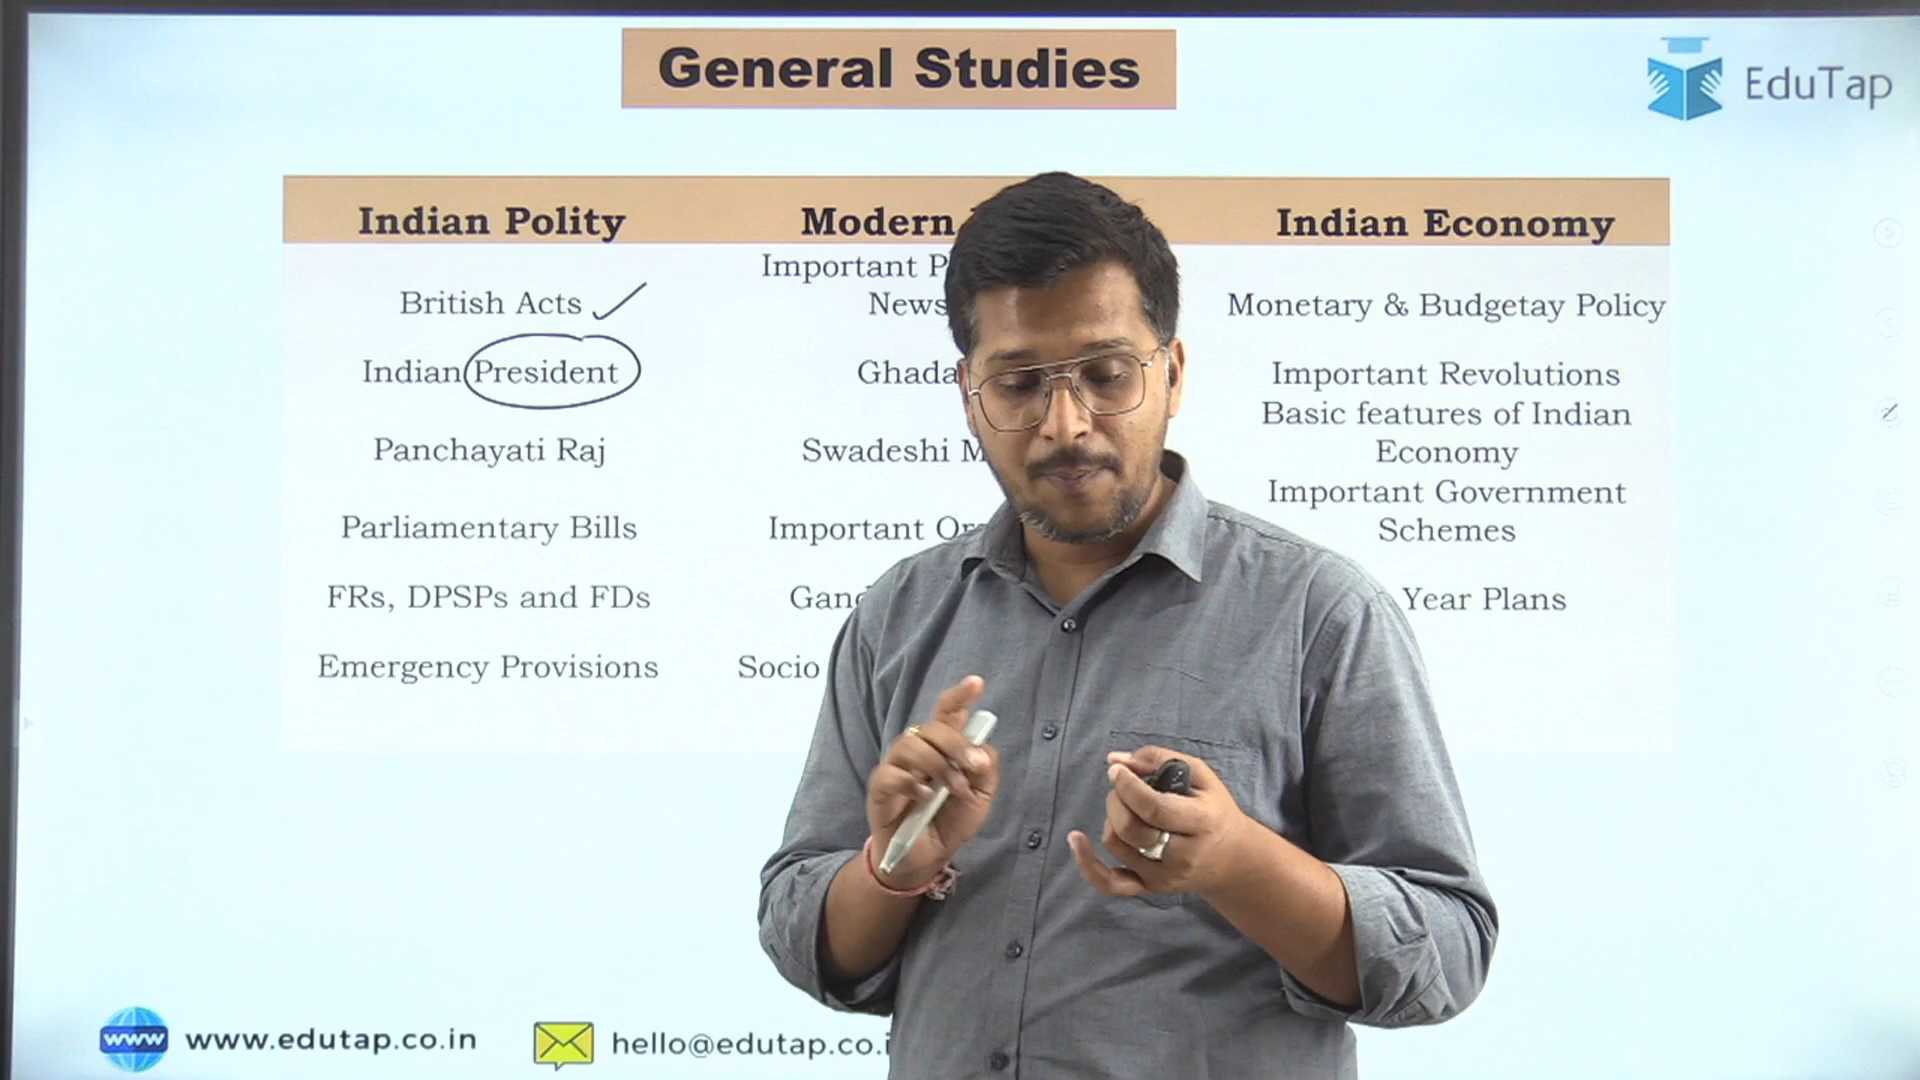 General Studies
EduTap
Indian Polity
Modern
Indian Economy
British Acts
Important
News
Monetary & Budgetay Policy
Indian President
Important Revolutions
Panchayati Raj
Swadeshi
Basic features of Indian
Economy
Parliamentary Bills
Important
Important Government
Schemes
FRs, DPSPs and FDs
Year Plans
Emergency Provisions
Socio
www
www.edutap.co.in
hello@edutap.co.i